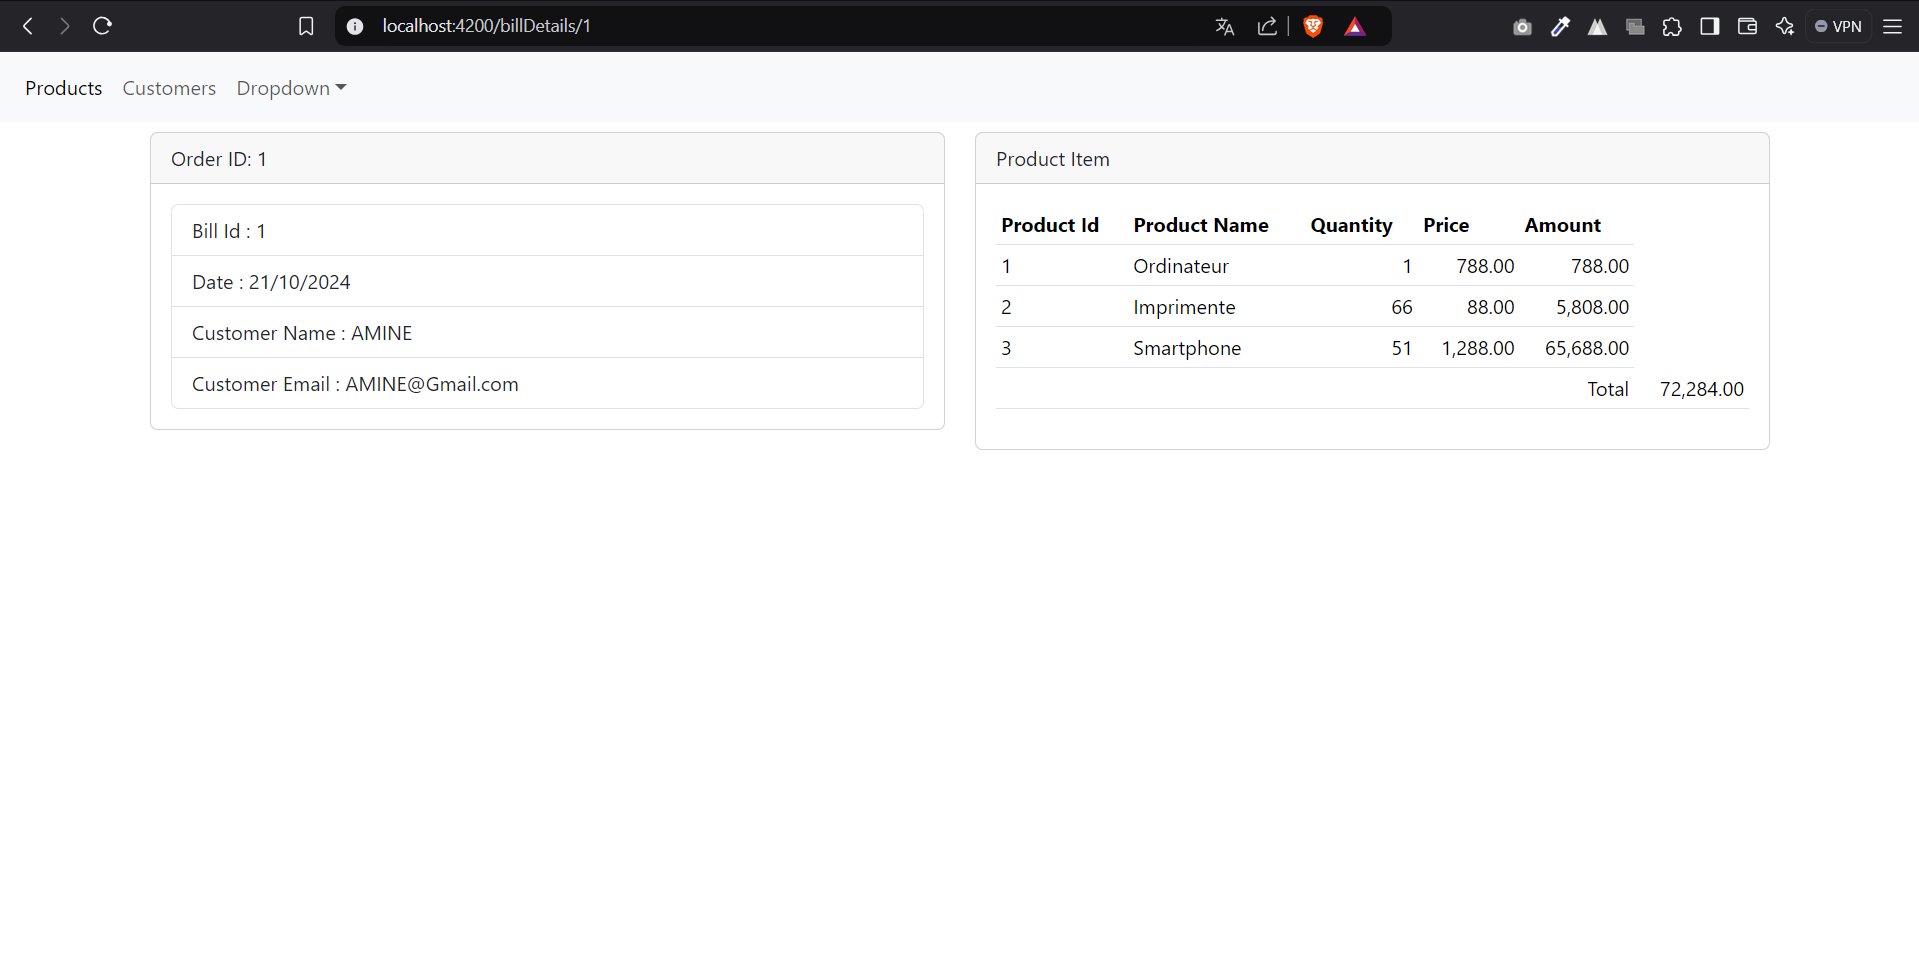 localhost:4200/billDetails/1
VPN
Products Customers Dropdown
Order ID: 1
Bill Id : 1
Date : 21/10/2024
Customer Name : AMINE
Customer Email : AMINE@Gmail.com
Product Item
Product Id Product Name Quantity Price Amount
1 Ordinateur 1 788.00 788.00
2 Imprimente 66 88.00 5,808.00
3 Smartphone 51 1,288.00 65,688.00
Total 72,284.00